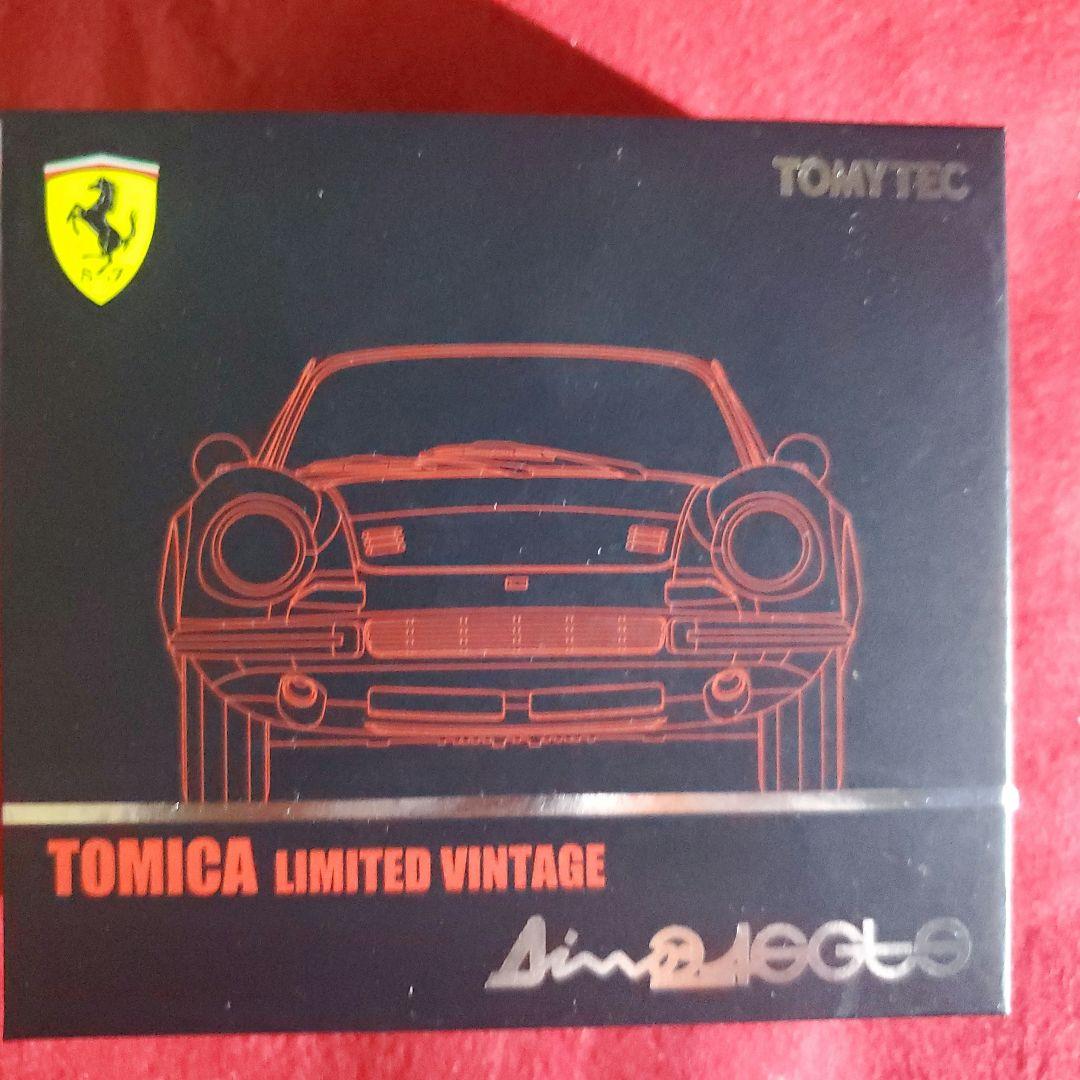 TOMYTEC
S F
TOMICA LIMITED VINTAGE
Dino 246GTS